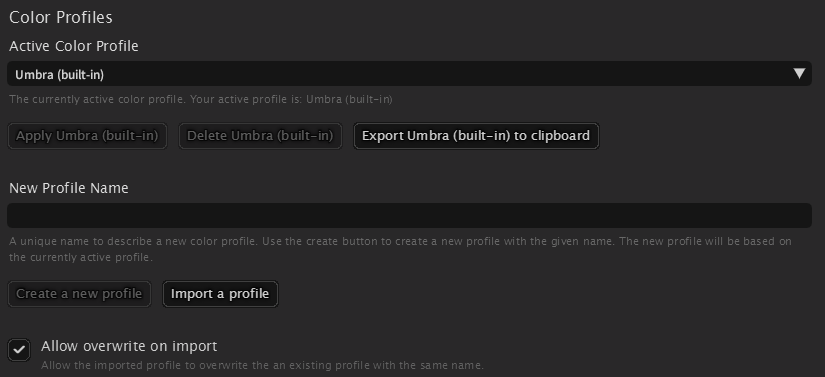 Color Profiles
Active Color Profile
Umbra (built-in)
The currently active color profile. Your active profile is: Umbra (built-in)
Apply Umbra (built-in) Delete Umbra (built-in) Export Umbra (built-in) to clipboard
New Profile Name
A unique name to describe a new color profile. Use the create button to create a new profile with the given name. The new profile will be based on
the currently active profile.
Create a new profile Import a profile
Allow overwrite on import
Allow the imported profile to overwrite the an existing profile with the same name.